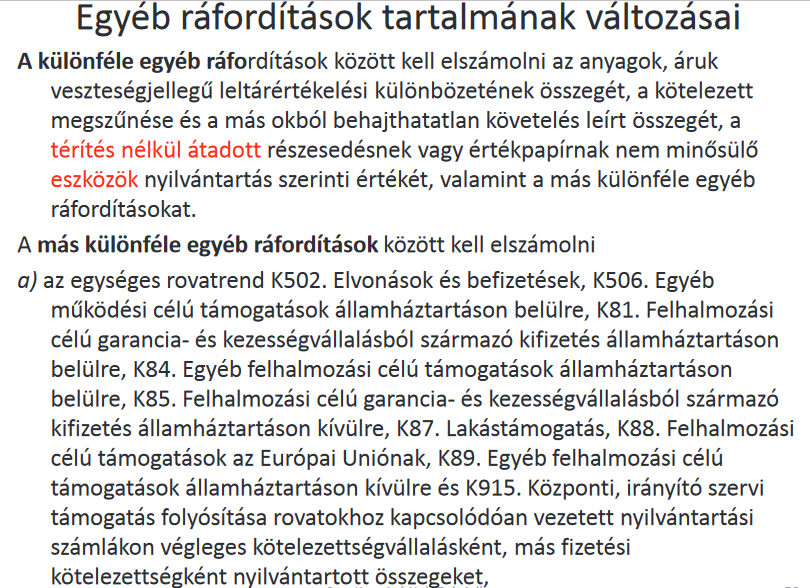 Egyéb ráfordítások tartalmának változásai
A különféle egyéb ráfordítások között kell elszámolni az anyagok, áruk
veszteségjellegű leltárértékelési különbözetének összegét, a kötelezett
megszűnése és a más okból behajthatatlan követelés leírt összegét, a
térítés nélkül átadott részesedésnek vagy értékpapírnak nem minősülő
eszközök nyilvántartás szerinti értékét, valamint a más különféle egyéb
ráfordításokat.
A más különféle egyéb ráfordítások között kell elszámolni
a) az egységes rovatrend K502. Elvonások és befizetések, K506. Egyéb
működési célú támogatások államháztartáson belülre, K81. Felhalmozási
célú garancia- és kezességvállalásból származó kifizetés államháztartáson
belülre, K84. Egyéb felhalmozási célú támogatások államháztartáson
belülre, K85. Felhalmozási célú garancia- és kezességvállalásból származó
kifizetés államháztartáson kívülre, K87. Lakástámogatás, K88. Felhalmozási
célú támogatások az Európai Uniónak, K89. Egyéb felhalmozási célú
támogatások államháztartáson kívülre és K915. Központi, irányító szervi
támogatás folyósítása rovatokhoz kapcsolódóan vezetett nyilvántartási
számlákon végleges kötelezettségvállalásként, más fizetési
kötelezettségként nyilvántartott összegeket,